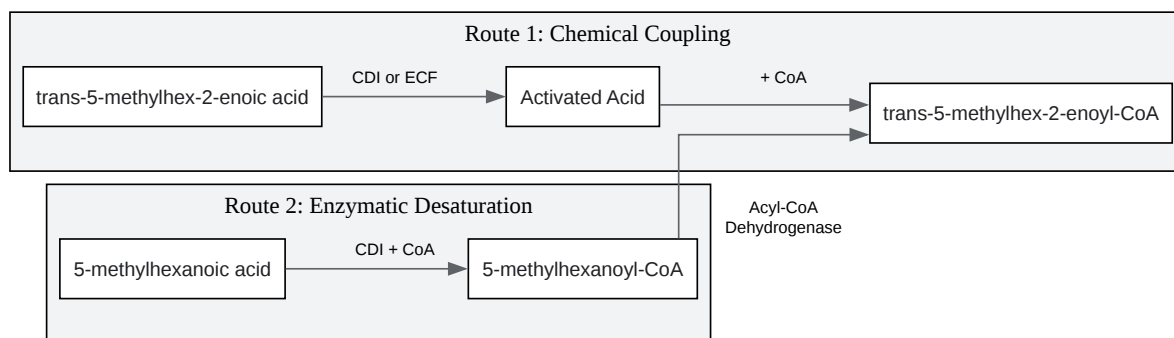 Route 1: Chemical Coupling
trans-5-methylhex-2-enoic acid
CDI or ECF
Activated Acid
+ CoA
trans-5-methylhex-2-enoyl-CoA
Route 2: Enzymatic Desaturation
5-methylhexanoic acid
CDI + CoA
5-methylhexanoyl-CoA
Acyl-CoA
Dehydrogenase